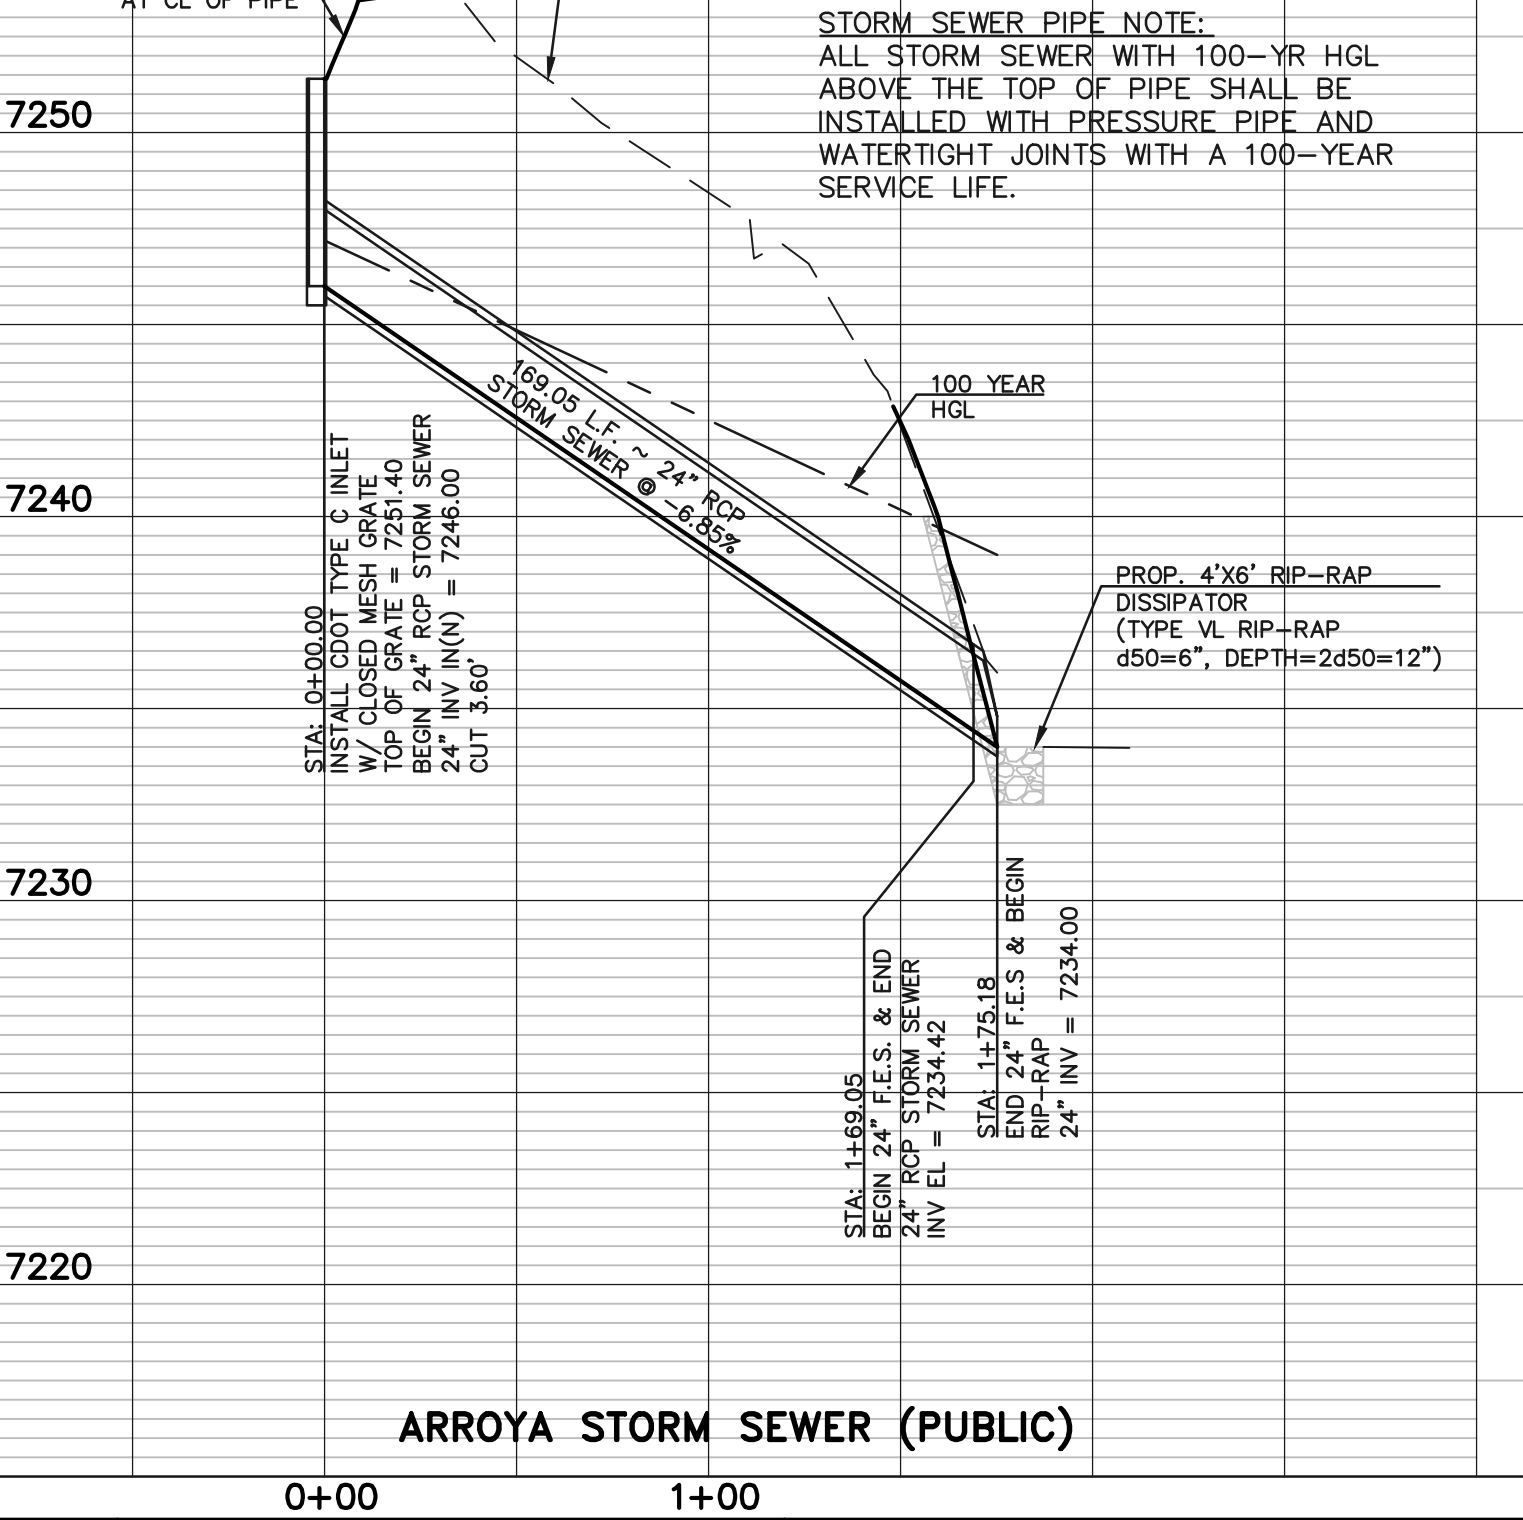 AT CL OF PIPE
STORM SEWER PIPE NOTE:
ALL STORM SEWER WITH 100-YR HGL
ABOVE THE TOP OF PIPE SHALL BE
INSTALLED WITH PRESSURE PIPE AND
WATERTIGHT JOINTS WITH A 100-YEAR
SERVICE LIFE.
7250
7240
7230
7220
169.05 L.F. ~ 24" RCP
STORM SEWER @ -6.85%
100 YEAR
HGL
PROP. 4'X6' RIP-RAP
DISSIPATOR
(TYPE VL RIP-RAP
d50=6", DEPTH=2d50=12")
STA: 0+00.00
INSTALL CDOT TYPE C INLET
W/ CLOSED MESH GRATE
TOP OF GRATE = 7251.40
BEGIN 24" RCP STORM SEWER
24" INV IN(N) = 7246.00
CUT 3.60'
STA: 1+69.05
BEGIN 24" F.E.S. & END
24" RCP STORM SEWER
INV EL = 7234.42
STA: 1+75.18
END 24" F.E.S & BEGIN
RIP-RAP
24" INV = 7234.00
ARROYA STORM SEWER (PUBLIC)
0+00
1+00